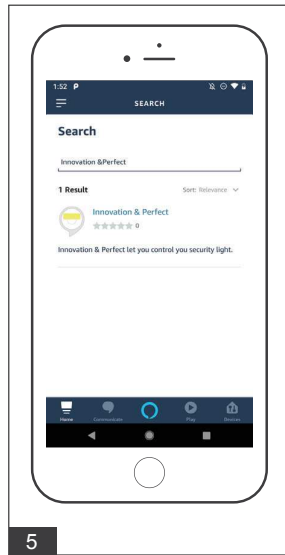 1:52 P
SEARCH
Search
Innovation &Perfect
1 Result
Sort: Relevance
Innovation & Perfect
0
Innovation & Perfect let you control you security light.
Home Communicate Play Devices
5